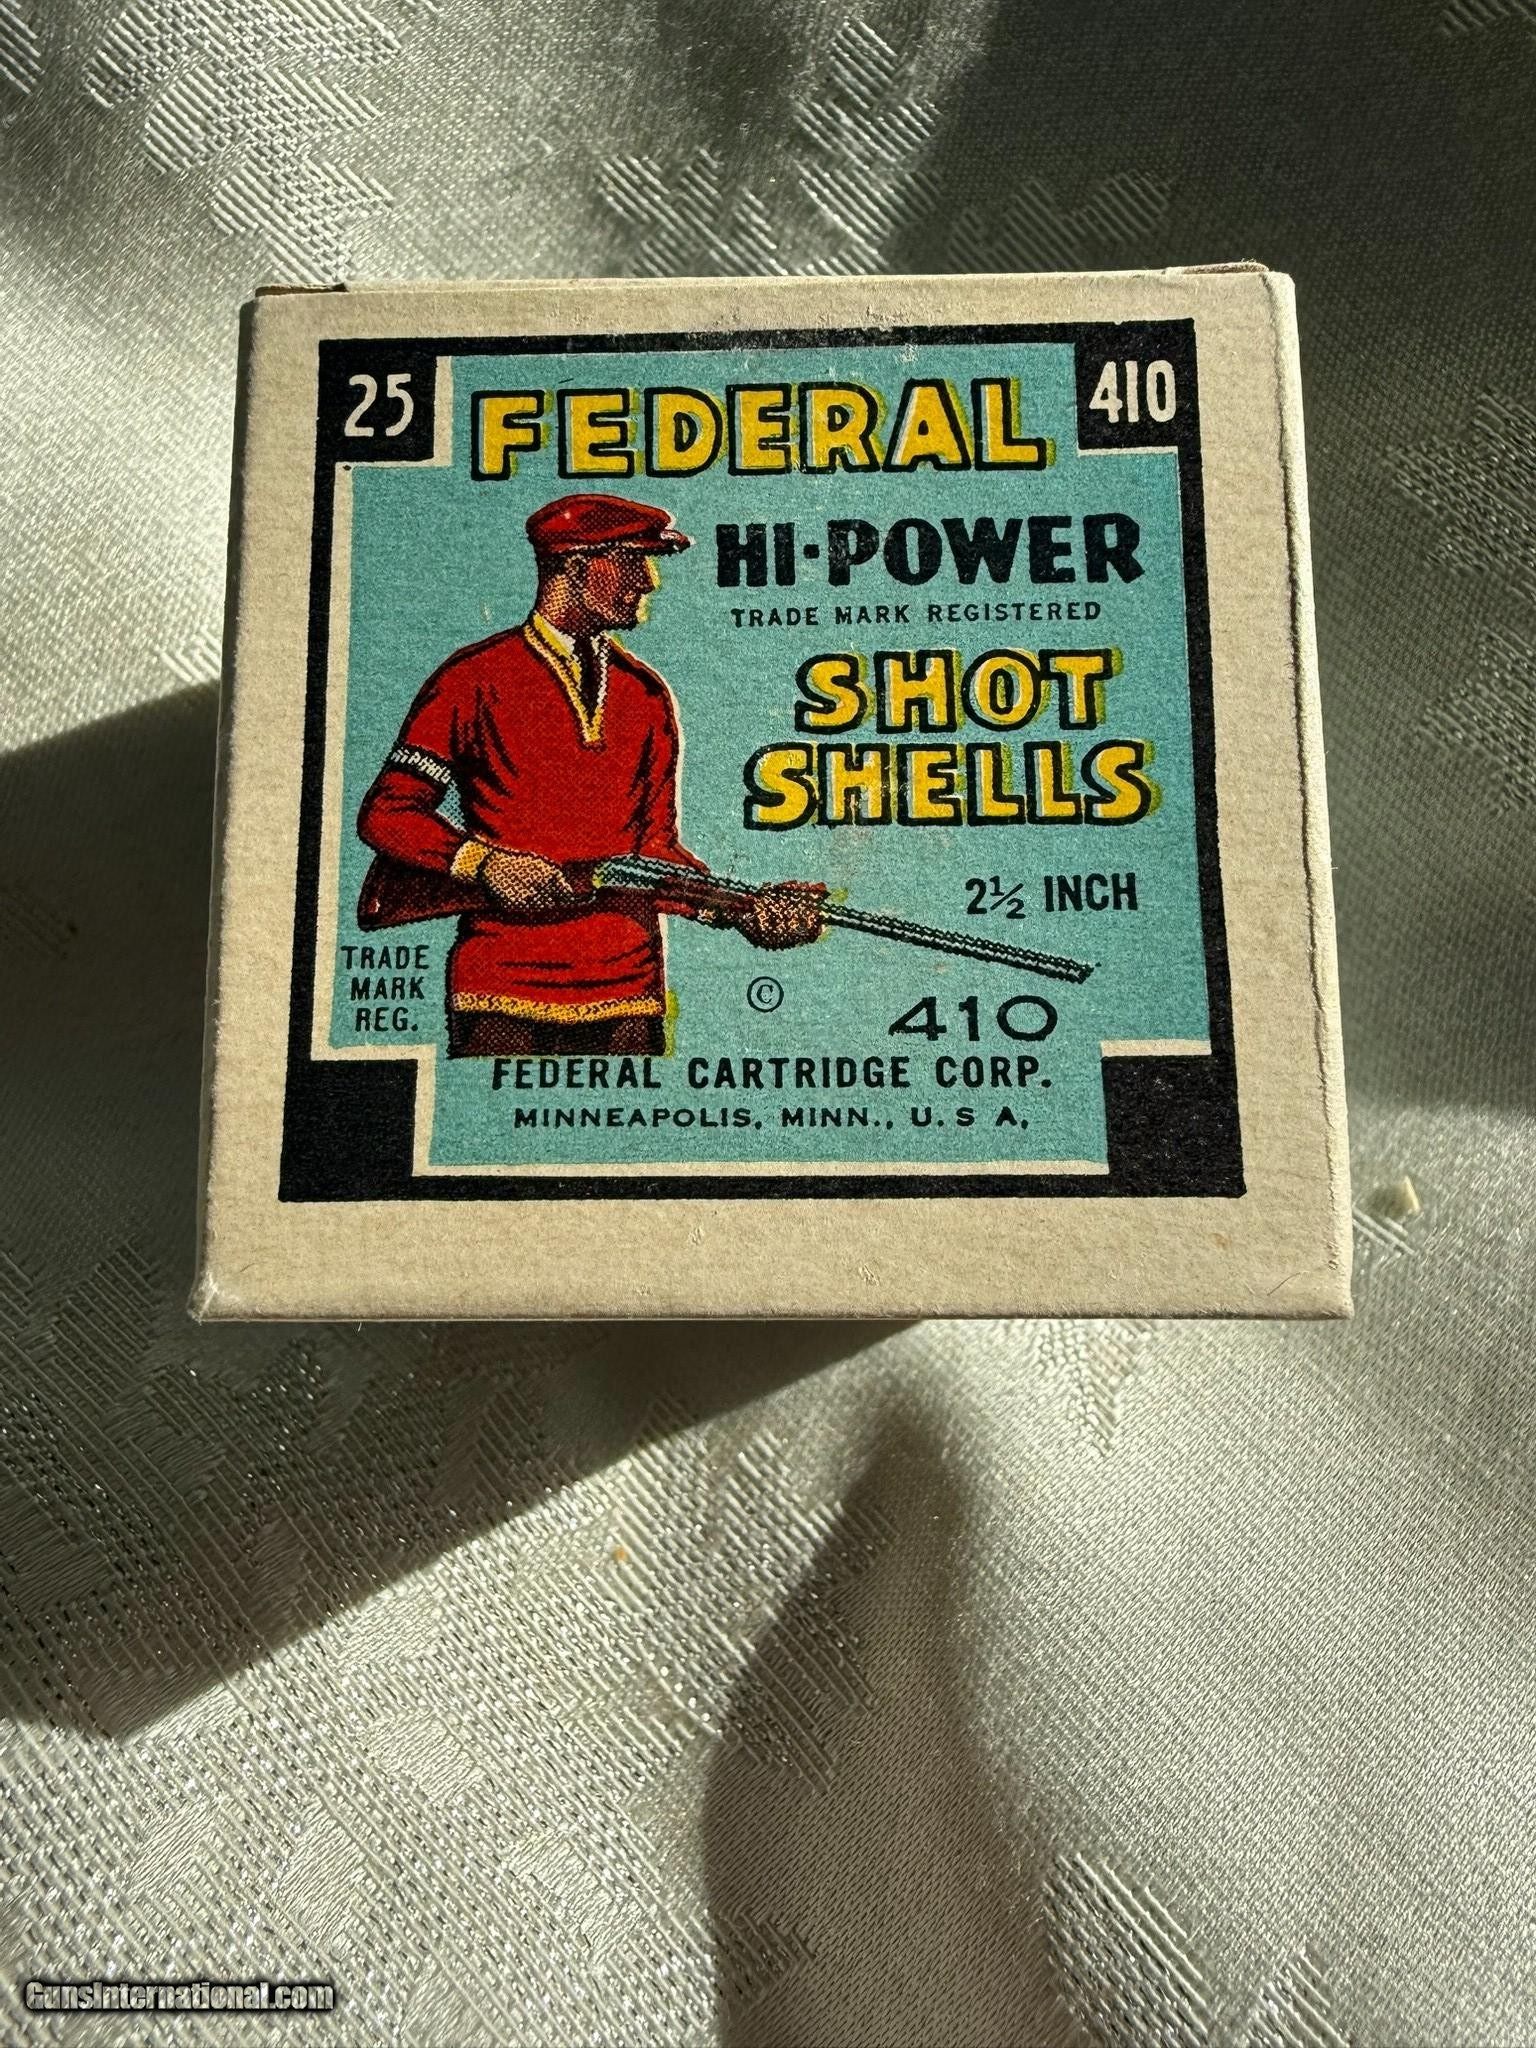 25
FEDERAL
410
HI-POWER
TRADE MARK REGISTERED
SHOT
SHELLS
2½ INCH
TRADE
MARK
REG.
©
410
FEDERAL CARTRIDGE CORP.
MINNEAPOLIS, MINN., U. S A.
GunsInternational.com